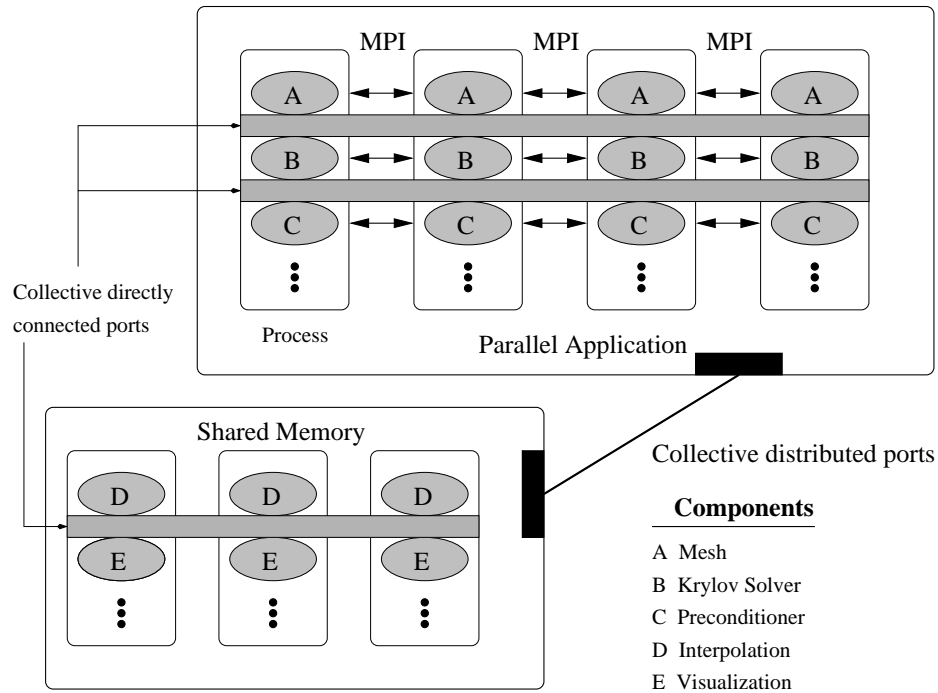 MPI MPI MPI
A A A A
B B B B
C C C C
Collective directly
connected ports
Process
Parallel Application
Shared Memory
D D D
E E E
Collective distributed ports
Components
A Mesh
B Krylov Solver
C Preconditioner
D Interpolation
E Visualization